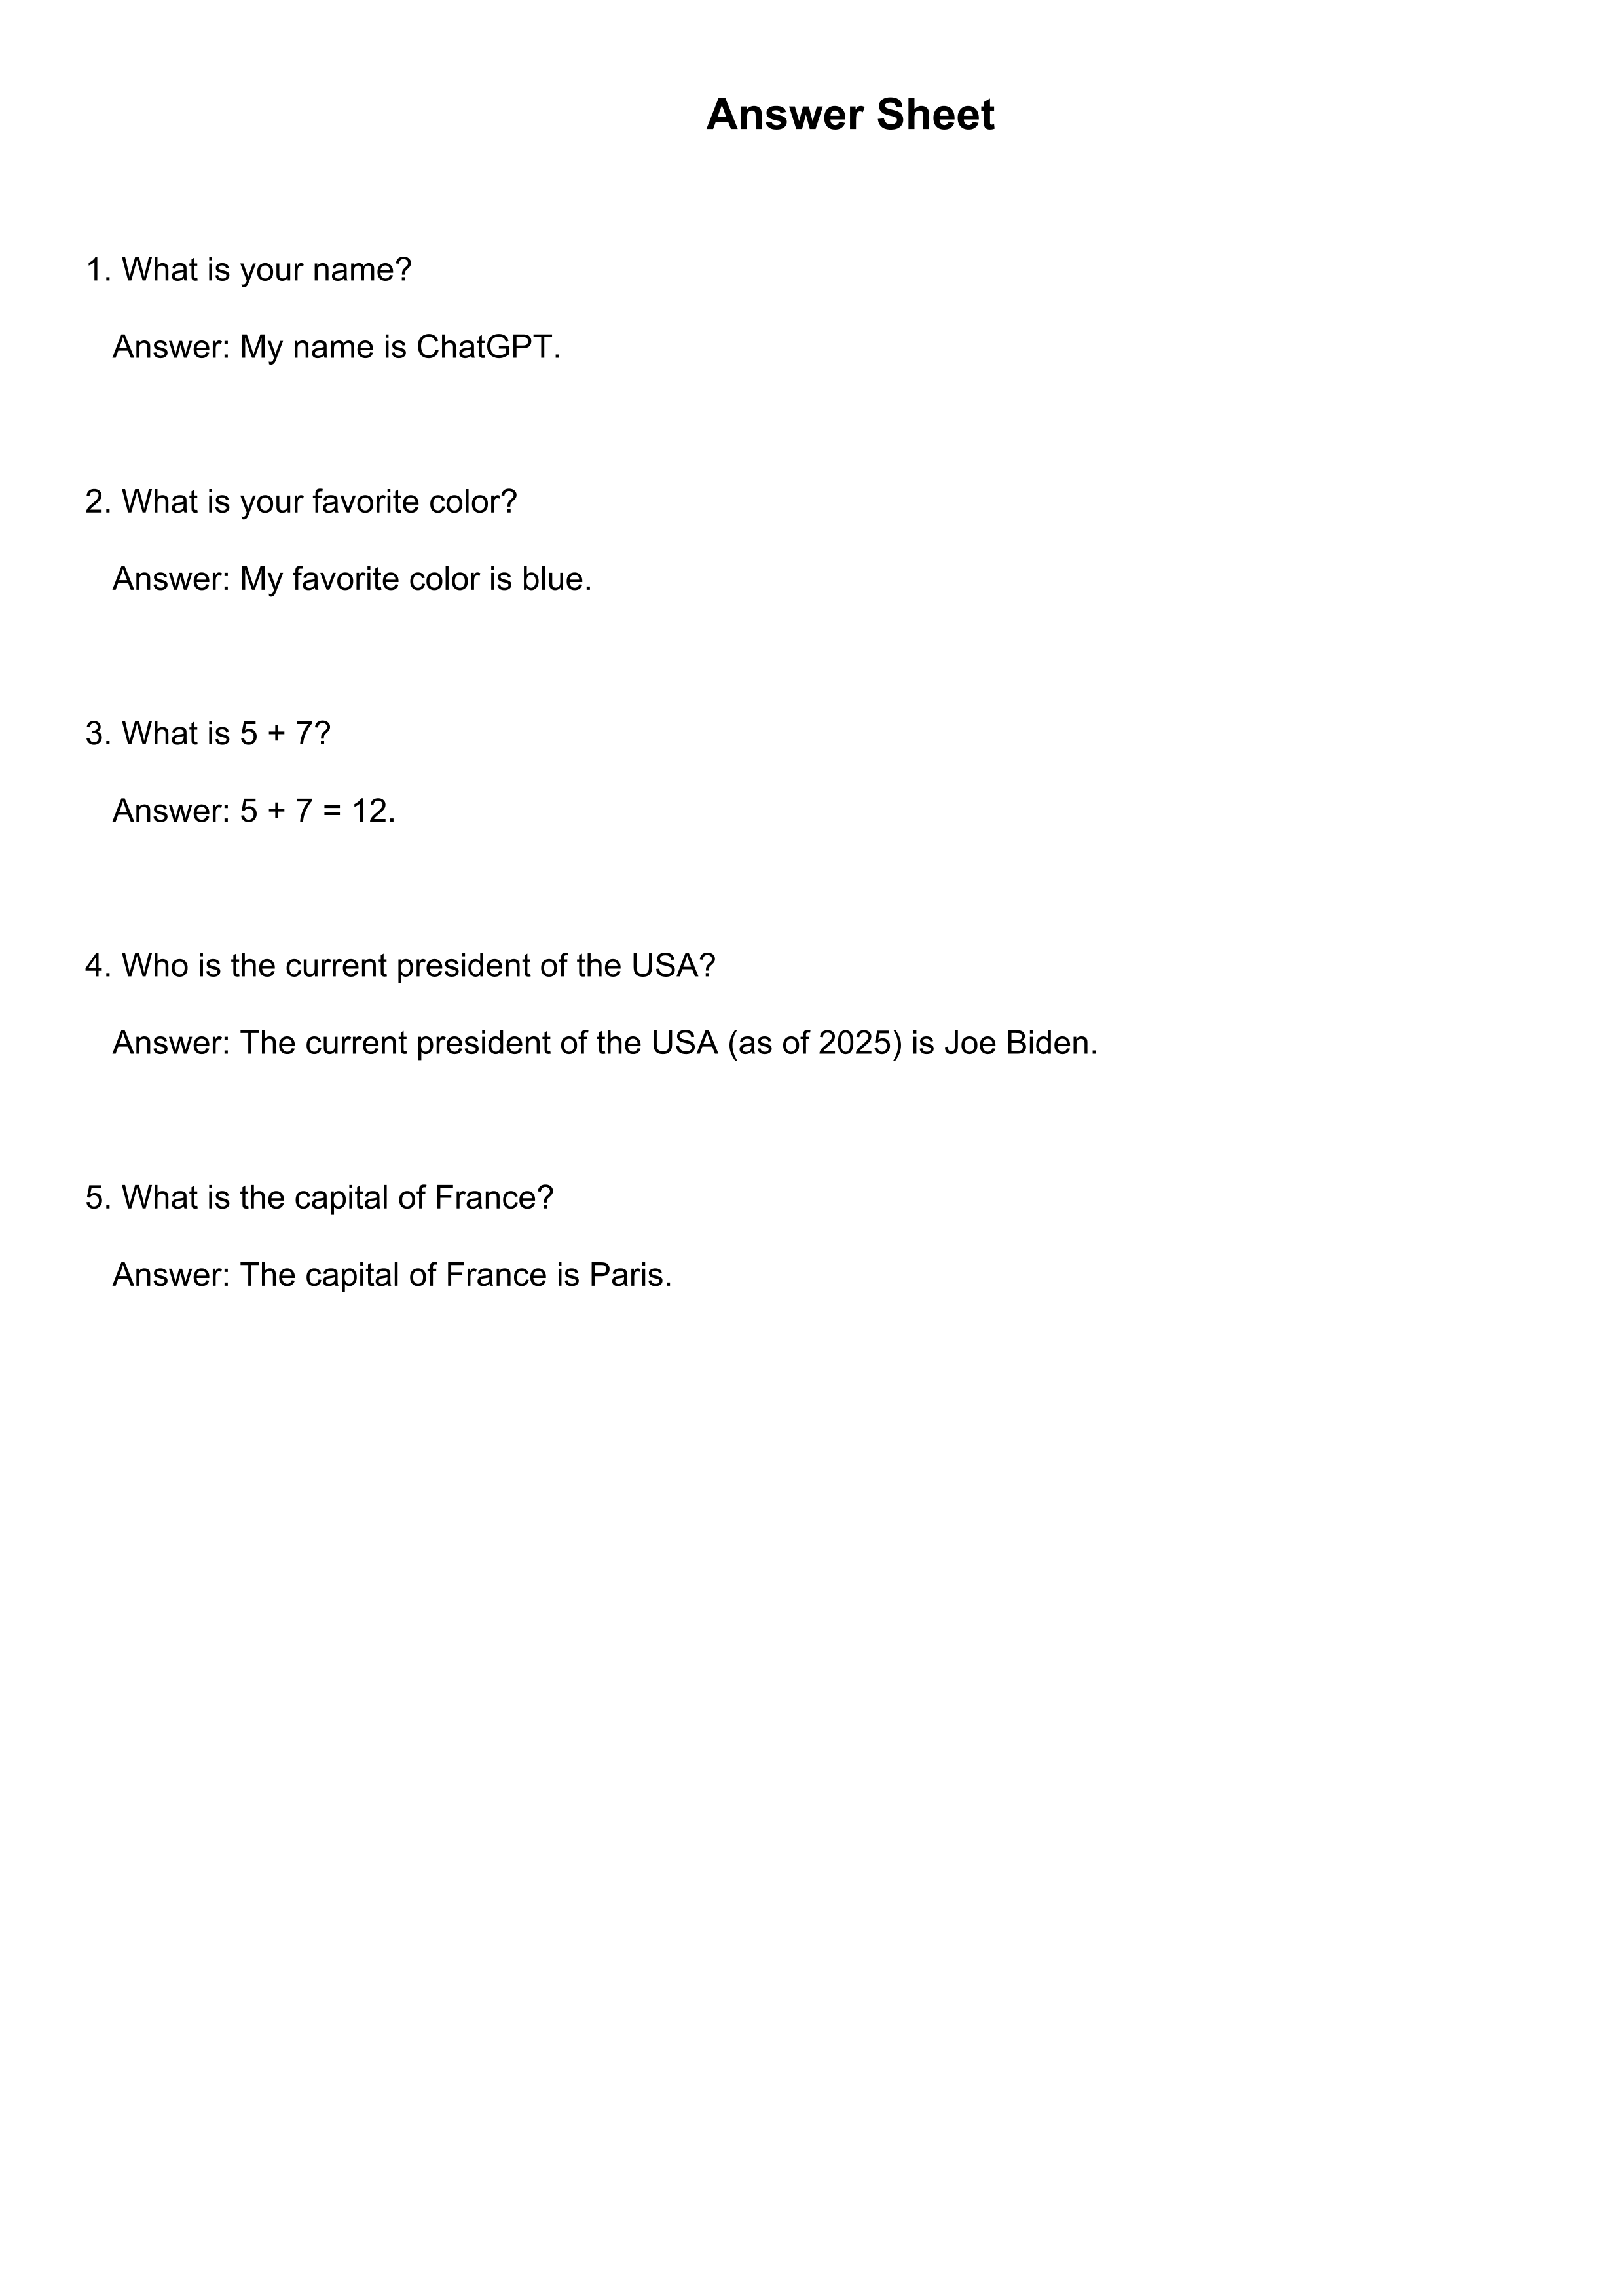 Answer Sheet
1. What is your name?
Answer: My name is ChatGPT.
2. What is your favorite color?
Answer: My favorite color is blue.
3. What is 5 + 7?
Answer: 5 + 7 = 12.
4. Who is the current president of the USA?
Answer: The current president of the USA (as of 2025) is Joe Biden.
5. What is the capital of France?
Answer: The capital of France is Paris.